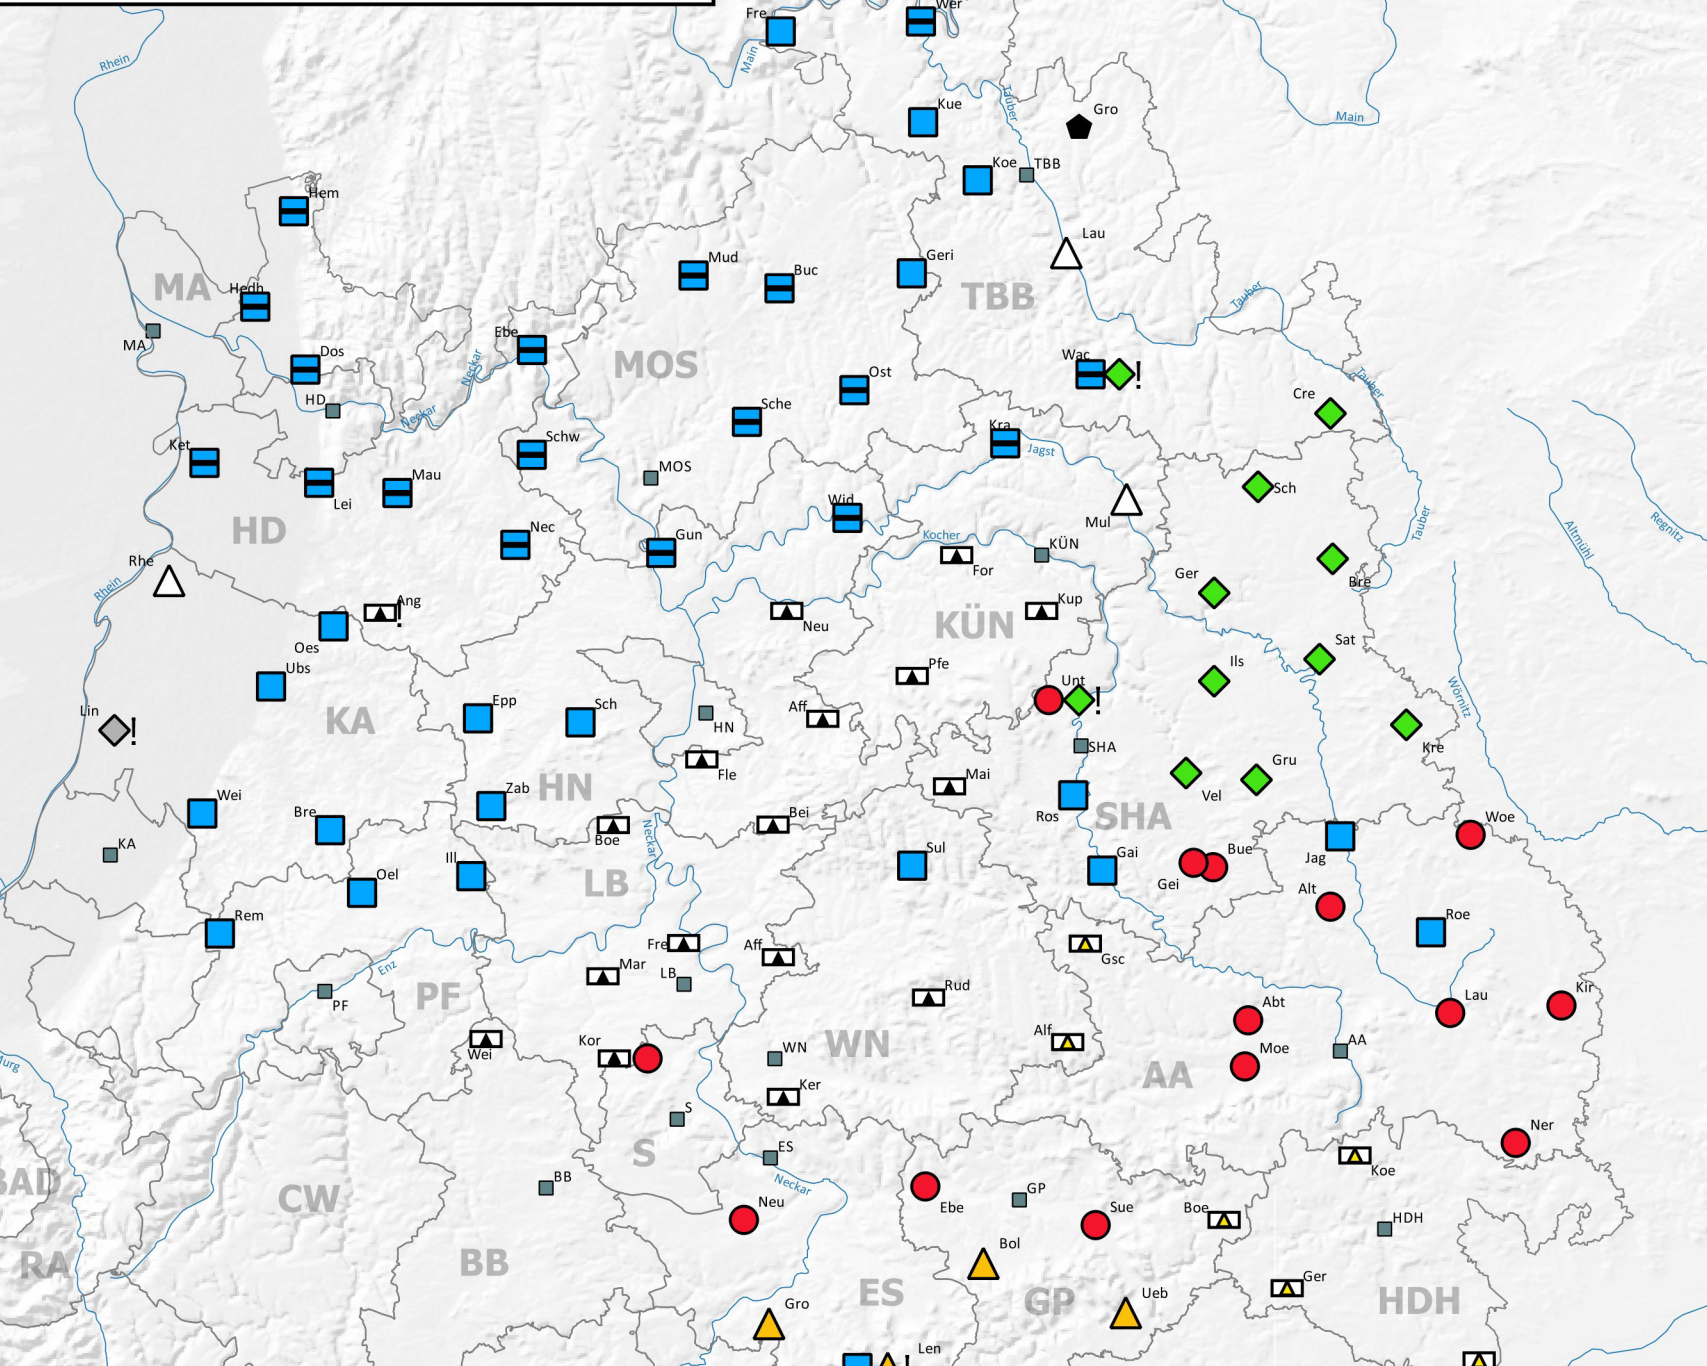 Fre
Wer
Rhein
Main
Kue
Tauber
Gro
Main
Koe
TBB
Hem
Lau
Mud
Buc
Geri
MA
Hedh
TBB
Tauber
MA
Ebe
Dos
Neckar
MOS
Wac
!
Ost
Tauber
HD
Neckar
Sche
Cre
Ket
Schw
Kra
Jagst
MOS
Mau
Lei
Sch
Wid
Mul
HD
Nec
Gun
Kocher
KÜN
Tauber
Altmühl
Regnitz
Rhe
For
Ger
Bre
Rhein
Ang
!
Neu
Kup
KÜN
Oes
Ubs
Pfe
Sat
Ils
Unt
!
Wörnitz
Lin
!
KA
Epp
Sch
HN
Aff
SHA
Kre
Fle
Mai
Gru
Vel
HN
Zab
Wei
Bre
Boe
Bei
Ros
SHA
Woe
KA
Neckar
Sul
Gai
Bue
Jag
Ill
Oel
LB
Gei
Alt
Rem
Roe
Fre
Aff
Gsc
Enz
Mar
LB
PF
PF
Rud
Abt
Lau
Kir
Kor
Wei
WN
WN
Alf
Moe
AA
AA
Murg
Ker
S
S
ES
Ner
Koe
BAD
CW
BB
Neckar
Neu
Ebe
GP
Sue
Boe
HDH
RA
BB
Bol
Ger
ES
GP
Ueb
HDH
Gro
Len
!